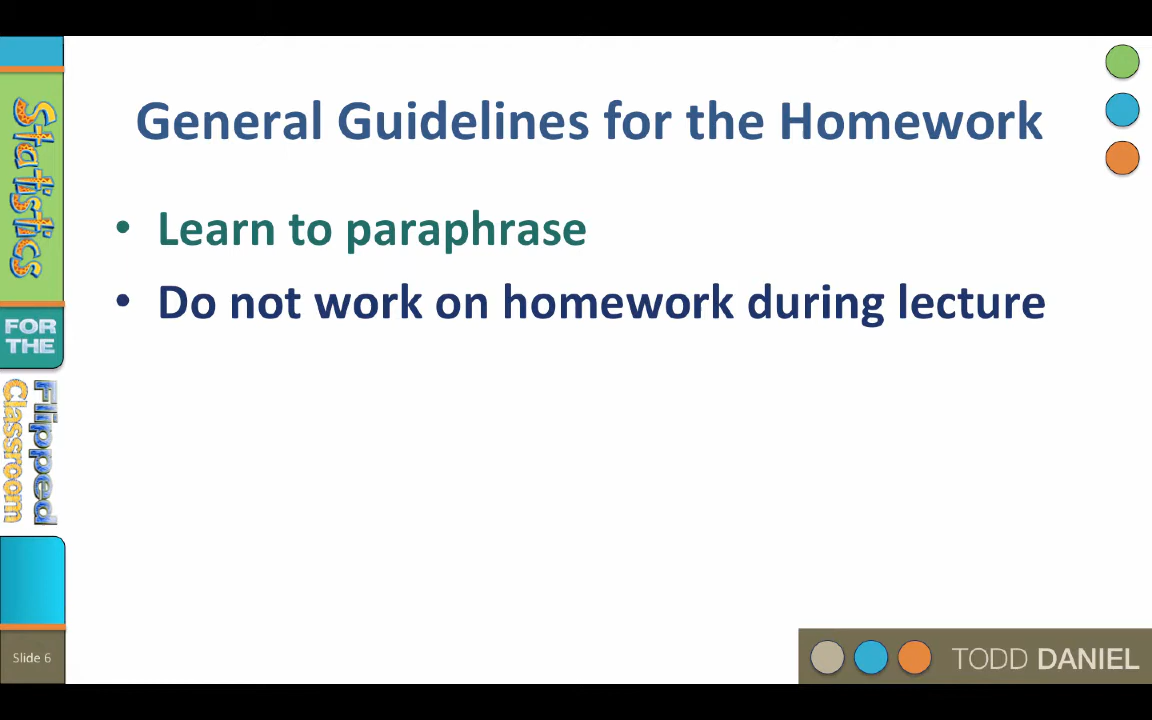 General Guidelines for the Homework
• Learn to paraphrase
• Do not work on homework during lecture
Statistics
FOR
THE
Flipped
Classroom
Slide 6
TODD DANIEL